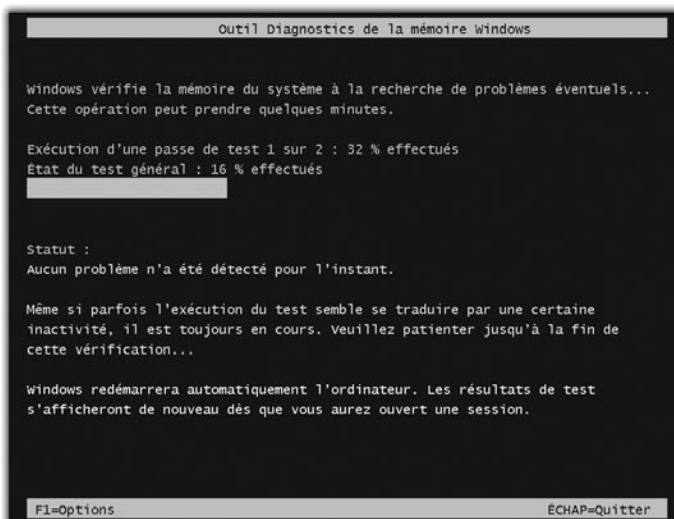 Outil Diagnostics de la mémoire Windows
Windows vérifie la mémoire du système à la recherche de problèmes éventuels...
Cette opération peut prendre quelques minutes.
Exécution d'une passe de test 1 sur 2 : 32 % effectués
État du test général : 16 % effectués
Statut :
Aucun problème n'a été détecté pour l'instant.
Même si parfois l'exécution du test semble se traduire par une certaine
inactivité, il est toujours en cours. Veuillez patienter jusqu'à la fin de
cette vérification...
Windows redémarrera automatiquement l'ordinateur. Les résultats de test
s'afficheront de nouveau dès que vous aurez ouvert une session.
F1=Options ÉCHAP=Quitter